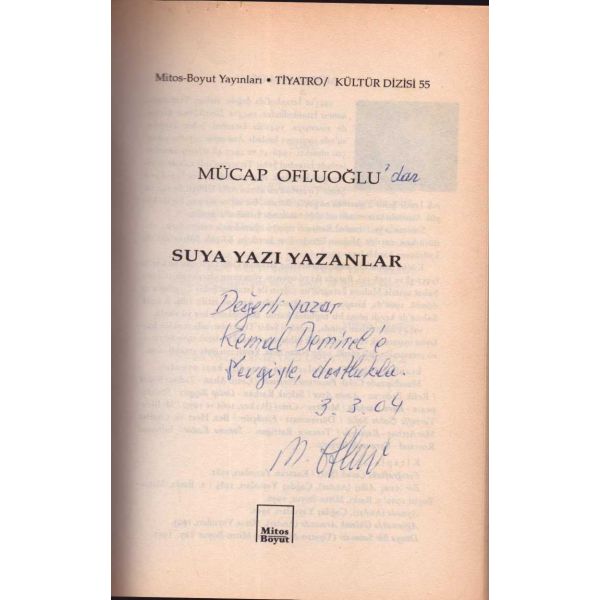 Mitos-Boyut Yayınları • TİYATRO/ KÜLTÜR DİZİSİ 55
MÜCAP OFLUOĞLU'dan
SUYA YAZI YAZANLAR
Değerli yazar
Kemal Demirel'e
Sevgiyle, dostlukla.
3.3.04
M. Ofluo
Mitos
Boyut